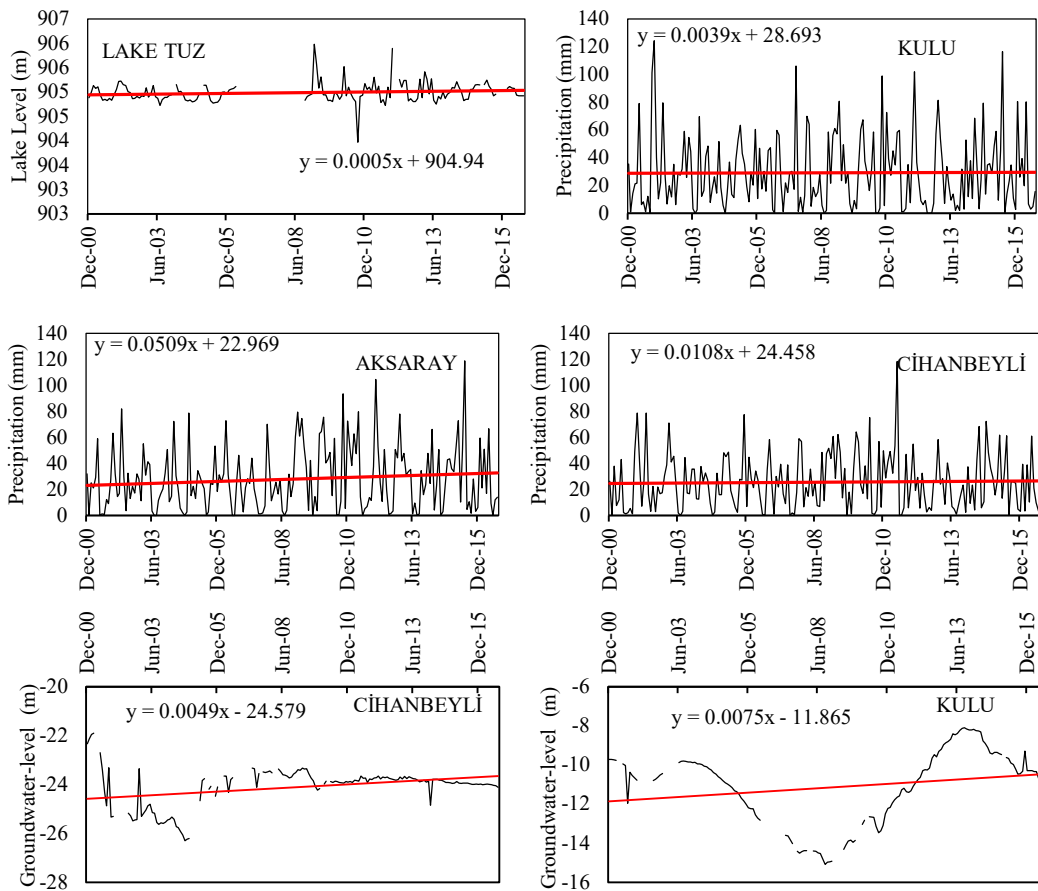 LAKE TUZ
y = 0.0005x + 904.94
Lake Level (m)
907
906
906
905
905
904
904
903
903
Dec-00
Jun-03
Dec-05
Jun-08
Dec-10
Jun-13
Dec-15
y = 0.0039x + 28.693
KULU
Precipitation (mm)
140
120
100
80
60
40
20
0
Dec-00
Jun-03
Dec-05
Jun-08
Dec-10
Jun-13
Dec-15
y = 0.0509x + 22.969
AKSARAY
Precipitation (mm)
140
120
100
80
60
40
20
0
Dec-00
Jun-03
Dec-05
Jun-08
Dec-10
Jun-13
Dec-15
y = 0.0108x + 24.458
CİHANBEYLİ
Precipitation (mm)
140
120
100
80
60
40
20
0
Dec-00
Jun-03
Dec-05
Jun-08
Dec-10
Jun-13
Dec-15
Dec-00
Jun-03
Dec-05
Jun-08
Dec-10
Jun-13
Dec-15
y = 0.0049x - 24.579
CİHANBEYLİ
Groundwater-level (m)
-20
-22
-24
-26
-28
Dec-00
Jun-03
Dec-05
Jun-08
Dec-10
Jun-13
Dec-15
y = 0.0075x - 11.865
KULU
Groundwater-level (m)
-6
-8
-10
-11
-13
-15
-16